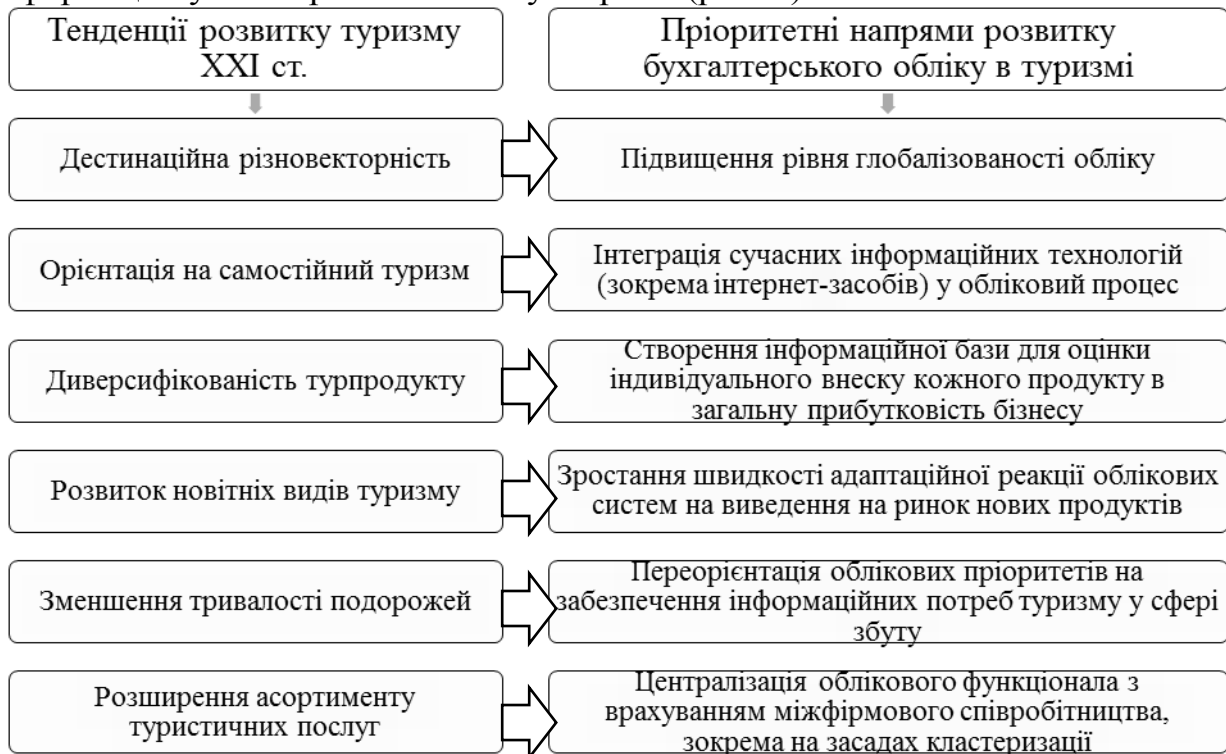 Тенденції розвитку туризму
XXI ст.
Пріоритетні напрями розвитку
бухгалтерського обліку в туризмі
Дестинаційна різновекторність
Підвищення рівня глобалізованості обліку
Орієнтація на самостійний туризм
Інтеграція сучасних інформаційних технологій
(зокрема інтернет-засобів) у обліковий процес
Диверсифікованість турпродукту
Створення інформаційної бази для оцінки
індивідуального внеску кожного продукту в
загальну прибутковість бізнесу
Розвиток новітніх видів туризму
Зростання швидкості адаптаційної реакції облікових
систем на виведення на ринок нових продуктів
Зменшення тривалості подорожей
Переорієнтація облікових пріоритетів на
забезпечення інформаційних потреб туризму у сфері
збуту
Розширення асортименту
туристичних послуг
Централізація облікового функціонала з
врахуванням міжфірмового співробітництва,
зокрема на засадах кластеризації